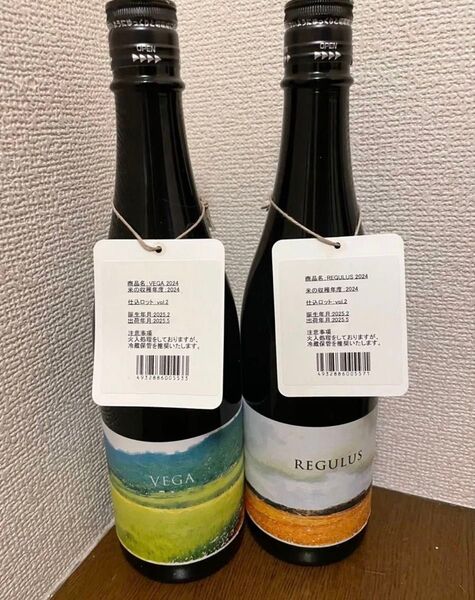 OPEN
商品名:VEGA 2024
米の収穫年度:2024
仕込ロット:vol.2
誕生年月:2025.2
出荷年月:2025.5
注意事項
火入処理をしておりますが、
冷蔵保管を推奨いたします。
4932886005533
VEGA
OPEN
商品名:REGULUS 2024
米の収穫年度:2024
仕込ロット:vol.2
誕生年月:2025.2
出荷年月:2025.5
注意事項
火入処理をしておりますが、
冷蔵保管を推奨いたします。
4932886005571
REGULUS